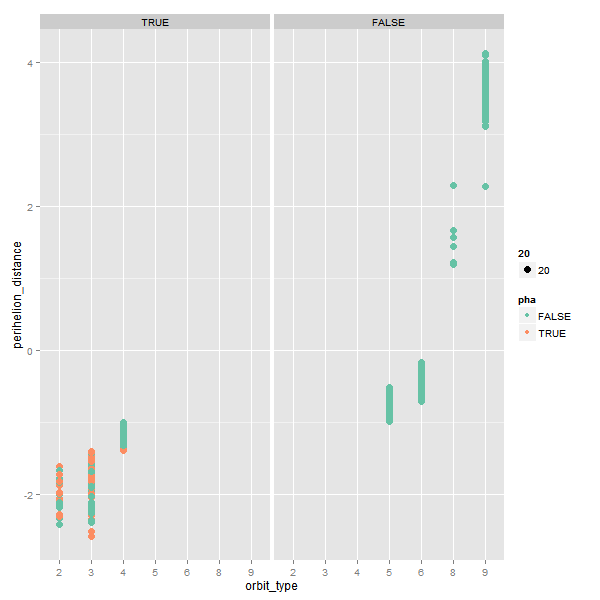 TRUE FALSE
4
2
0
-2
perihelion_distance
2 3 4 5 6 8 9 2 3 4 5 6 8 9
orbit_type
20
20
pha
FALSE
TRUE